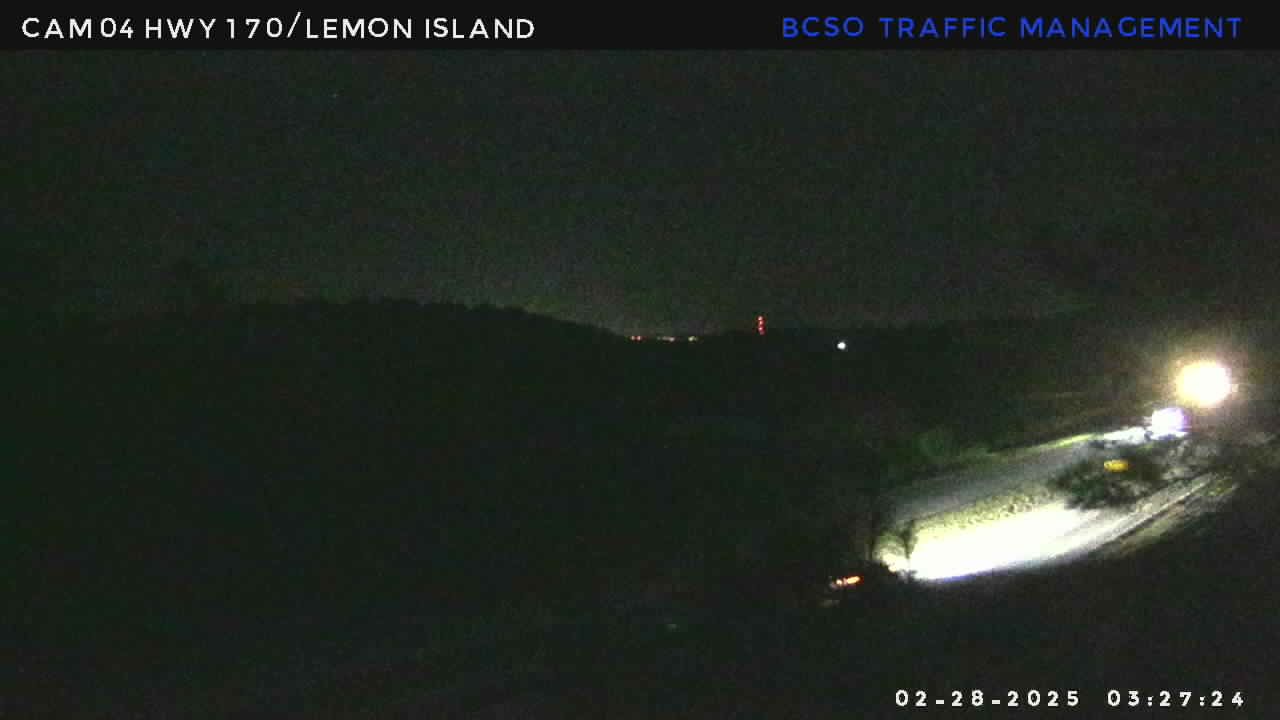 CAM04 HWY 170/LEMON ISLAND
BCSO TRAFFIC MANAGEMENT
02-28-2025 03:27:24